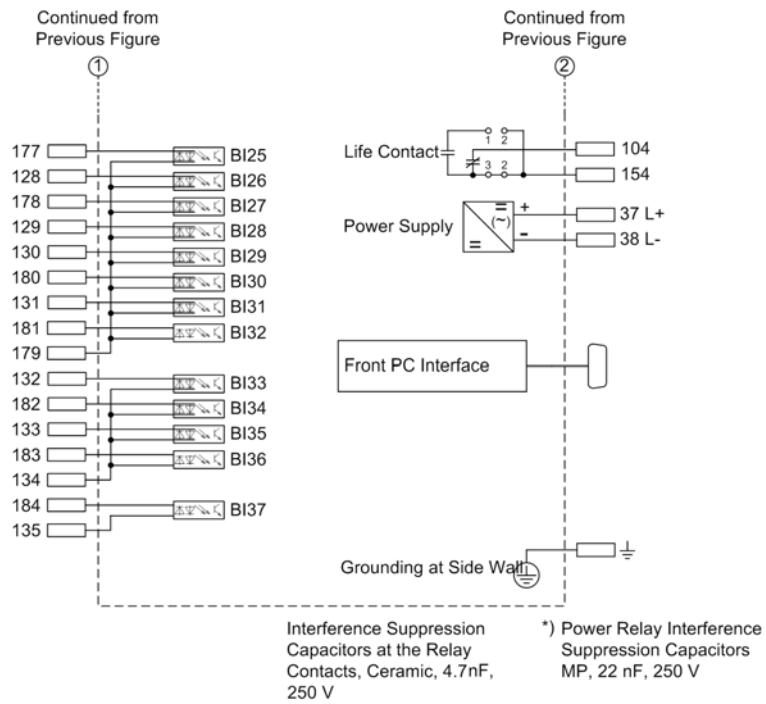 Continued from
Previous Figure
1
Continued from
Previous Figure
2
177
BI25
128
BI26
178
BI27
129
BI28
130
BI29
180
BI30
131
BI31
181
BI32
179
132
BI33
182
BI34
133
BI35
183
BI36
134
184
BI37
135
Life Contact
1 2
3 2
104
154
Power Supply
=
(~)
=
+
-
37 L+
38 L-
Front PC Interface
Grounding at Side Wall
Interference Suppression
Capacitors at the Relay
Contacts, Ceramic, 4.7nF,
250 V
*) Power Relay Interference
Suppression Capacitors
MP, 22 nF, 250 V